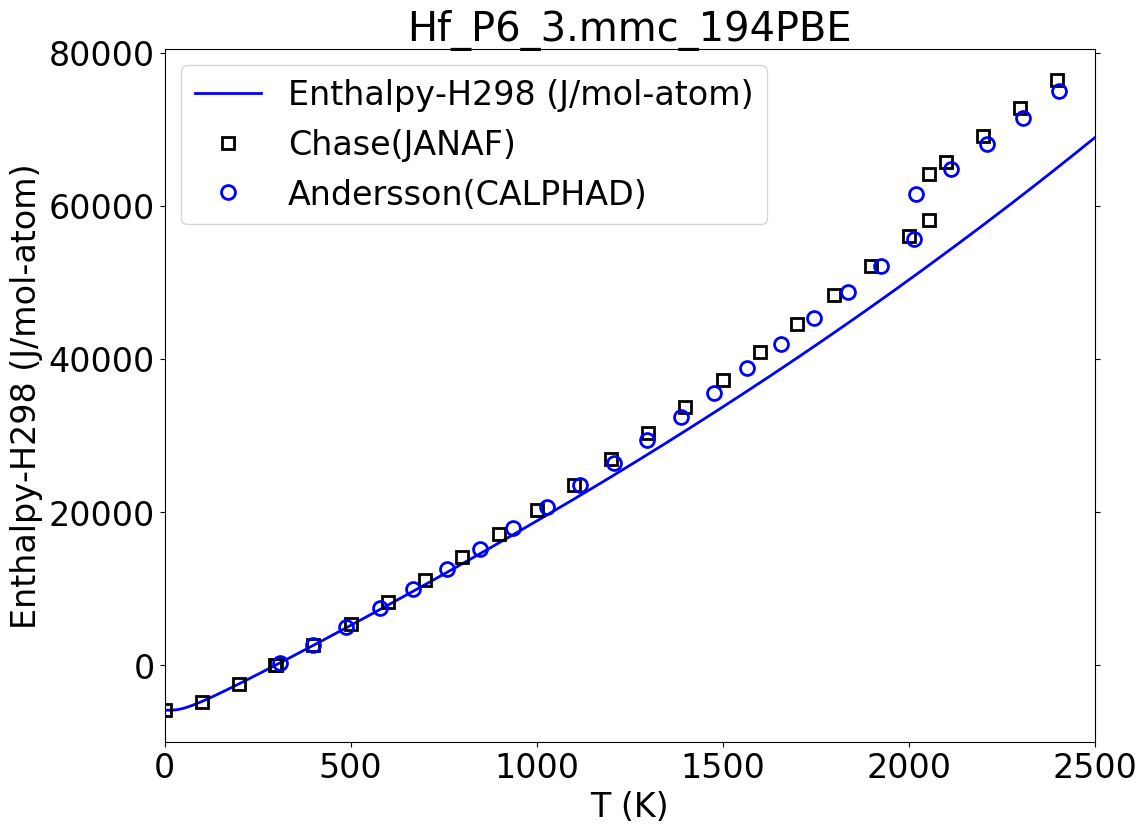 Hf_P6_3.mmc_194PBE
80000
60000
40000
20000
0
Enthalpy-H298 (J/mol-atom)
Enthalpy-H298 (J/mol-atom)
Chase(JANAF)
Andersson(CALPHAD)
0 500 1000 1500 2000 2500
T (K)